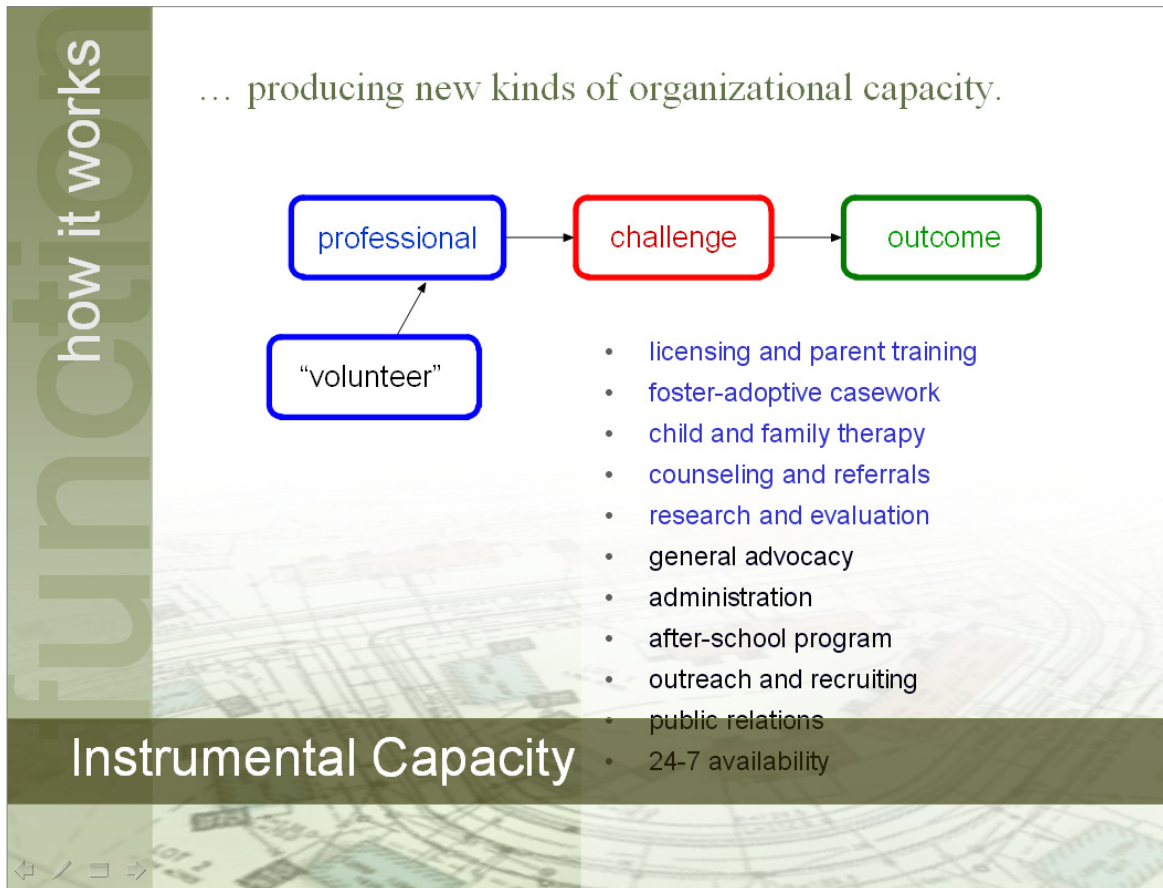 function
how it works
… producing new kinds of organizational capacity.
professional
challenge
outcome
“volunteer”
• licensing and parent training
• foster-adoptive casework
• child and family therapy
• counseling and referrals
• research and evaluation
• general advocacy
• administration
• after-school program
• outreach and recruiting
• public relations
• 24-7 availability
Instrumental Capacity
LOT 2